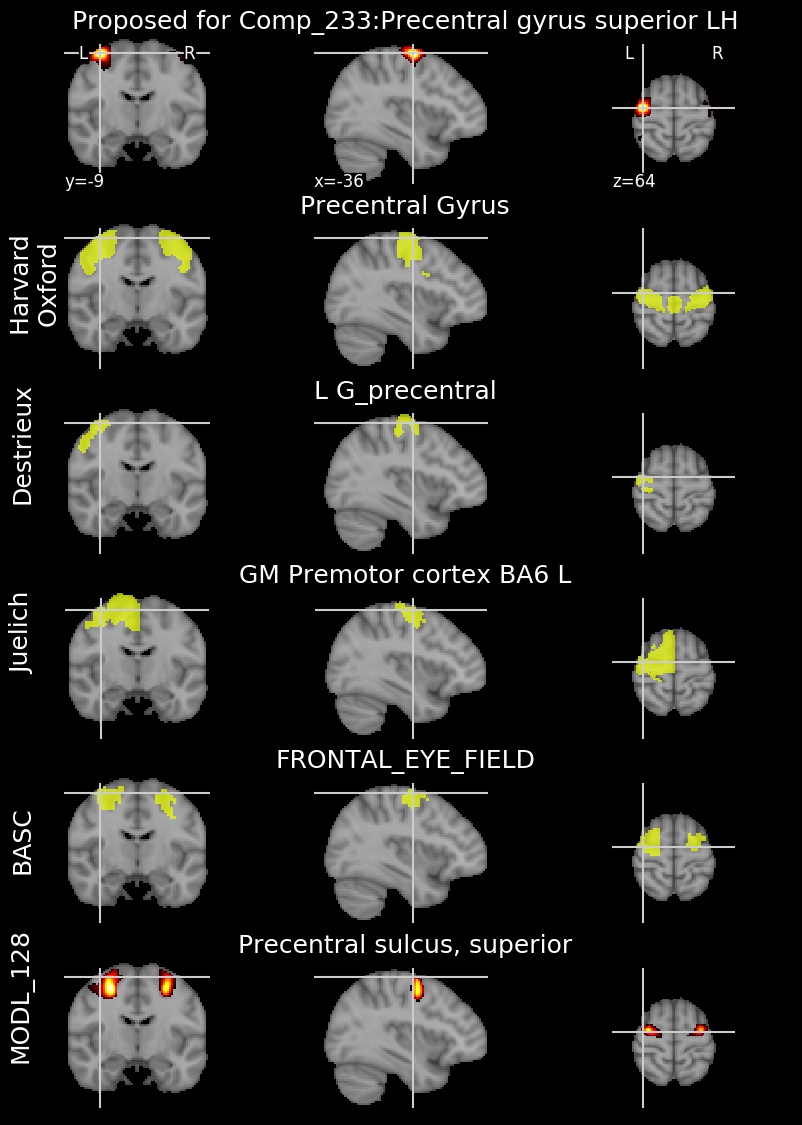 Proposed for Comp_233:Precentral gyrus superior LH
L R
L R
y=-9
x=-36
z=64
Precentral Gyrus
Harvard
Oxford
L G_precentral
Destrieux
GM Premotor cortex BA6 L
Juelich
FRONTAL_EYE_FIELD
BASC
Precentral sulcus, superior
MODL_128